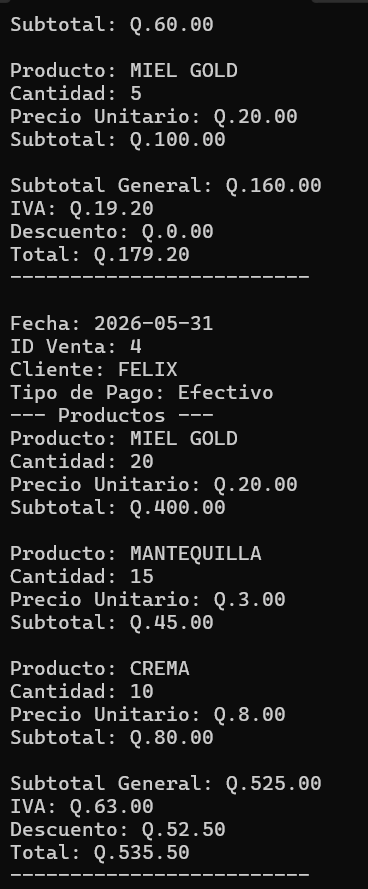 Subtotal: Q.60.00
Producto: MIEL GOLD
Cantidad: 5
Precio Unitario: Q.20.00
Subtotal: Q.100.00
Subtotal General: Q.160.00
IVA: Q.19.20
Descuento: Q.0.00
Total: Q.179.20
-------------------------
Fecha: 2026-05-31
ID Venta: 4
Cliente: FELIX
Tipo de Pago: Efectivo
--- Productos ---
Producto: MIEL GOLD
Cantidad: 20
Precio Unitario: Q.20.00
Subtotal: Q.400.00
Producto: MANTEQUILLA
Cantidad: 15
Precio Unitario: Q.3.00
Subtotal: Q.45.00
Producto: CREMA
Cantidad: 10
Precio Unitario: Q.8.00
Subtotal: Q.80.00
Subtotal General: Q.525.00
IVA: Q.63.00
Descuento: Q.52.50
Total: Q.535.50
-------------------------